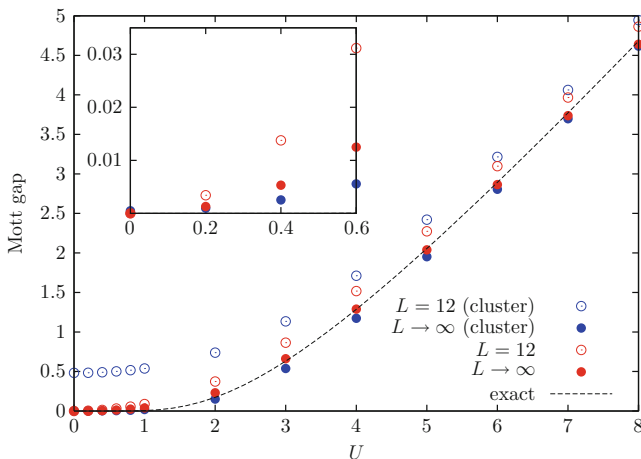 5
4.5
4
3.5
3
2.5
2
1.5
1
0.5
0
Mott gap
0.03
0.02
0.01
0 0.2 0.4 0.6
L = 12 (cluster)
L → ∞ (cluster)
L = 12
L → ∞
exact
0 1 2 3 4 5 6 7 8
U